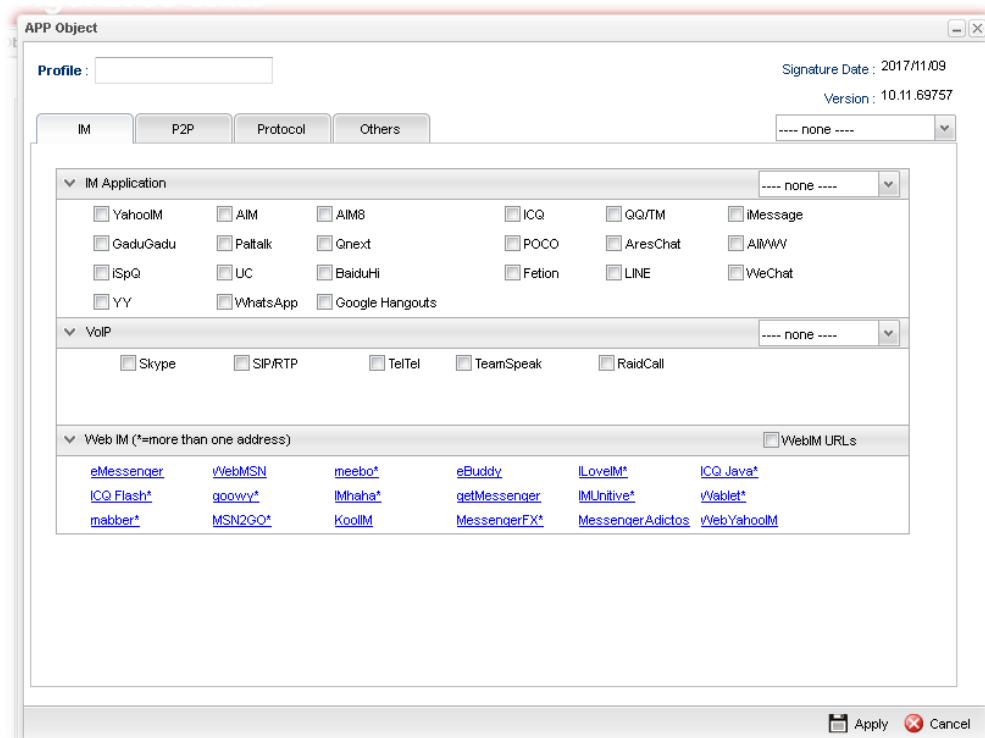 APP Object
Profile :
Signature Date : 2017/11/09
Version : 10.11.69757
IM P2P Protocol Others ---- none ----
IM Application ---- none ----
YahooIM AIM AIM8 ICQ QQ/TM iMessage
GaduGadu Paltalk Qnext POCO AresChat AliWW
iSpQ UC BaiduHi Fetion LINE WeChat
YY WhatsApp Google Hangouts
VoIP ---- none ----
Skype SIP/RTP TelTel TeamSpeak RaidCall
Web IM (*=more than one address) WebIM URLs
eMessenger WebMSN meebo* eBuddy ILoveIM* ICQ Java*
ICQ Flash* goowy* IMhaha* getMessenger IMUnitive* Wablet*
mabber* MSN2GO* KoolIM MessengerFX* MessengerAdictos WebYahooIM
Apply Cancel